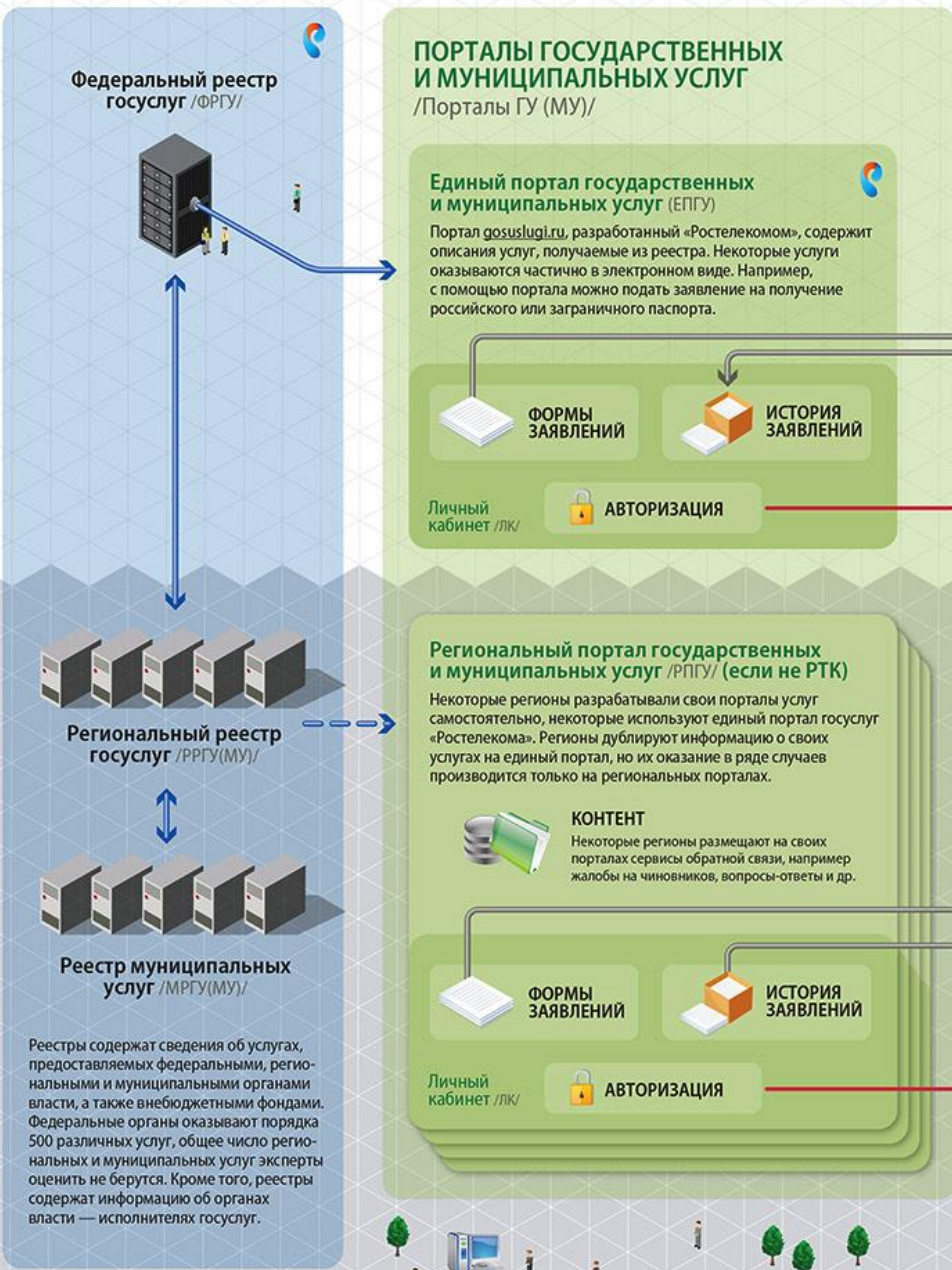 Федеральный реестр
госуслуг /ФРГУ/
Региональный реестр
госуслуг /РРГУ(МУ)/
Реестр муниципальных
услуг /МРГУ(МУ)/
Реестры содержат сведения об услугах,
предоставляемых федеральными, регио-
нальными и муниципальными органами
власти, а также внебюджетными фондами.
Федеральные органы оказывают порядка
500 различных услуг, общее число регио-
нальных и муниципальных услуг эксперты
оценить не берутся. Кроме того, реестры
содержат информацию об органах
власти — исполнителях госуслуг.
ПОРТАЛЫ ГОСУДАРСТВЕННЫХ
И МУНИЦИПАЛЬНЫХ УСЛУГ
/Порталы ГУ (МУ)/
Единый портал государственных
и муниципальных услуг (ЕПГУ)
Портал gosuslugi.ru, разработанный «Ростелекомом», содержит
описания услуг, получаемые из реестра. Некоторые услуги
оказываются частично в электронном виде. Например,
с помощью портала можно подать заявление на получение
российского или заграничного паспорта.
ФОРМЫ
ЗАЯВЛЕНИЙ
ИСТОРИЯ
ЗАЯВЛЕНИЙ
Личный
кабинет /ЛК/
АВТОРИЗАЦИЯ
Региональный портал государственных
и муниципальных услуг /РПГУ/ (если не РТК)
Некоторые регионы разрабатывали свои порталы услуг
самостоятельно, некоторые используют единый портал госуслуг
«Ростелекома». Регионы дублируют информацию о своих
услугах на единый портал, но их оказание в ряде случаев
производится только на региональных порталах.
КОНТЕНТ
Некоторые регионы размещают на своих
порталах сервисы обратной связи, например
жалобы на чиновников, вопросы-ответы и др.
ФОРМЫ
ЗАЯВЛЕНИЙ
ИСТОРИЯ
ЗАЯВЛЕНИЙ
Личный
кабинет /ЛК/
АВТОРИЗАЦИЯ